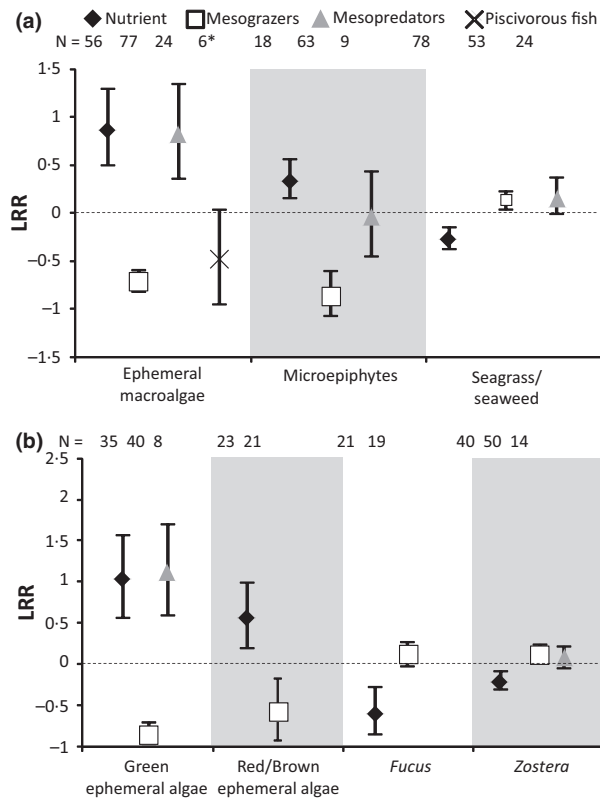 (a) Nutrient Mesograzers Mesopredators Piscivorous fish
N = 56 77 24 6* 18 63 9 78 53 24
1·5
1
0·5
0
−0·5
−1
−1·5
LRR
Ephemeral macroalgae
Microepiphytes
Seagrass/ seaweed
(b) N = 35 40 8 23 21 21 19 40 50 14
2·5
2
1·5
1
0·5
0
−0·5
−1
LRR
Green ephemeral algae
Red/Brown ephemeral algae
Fucus
Zostera